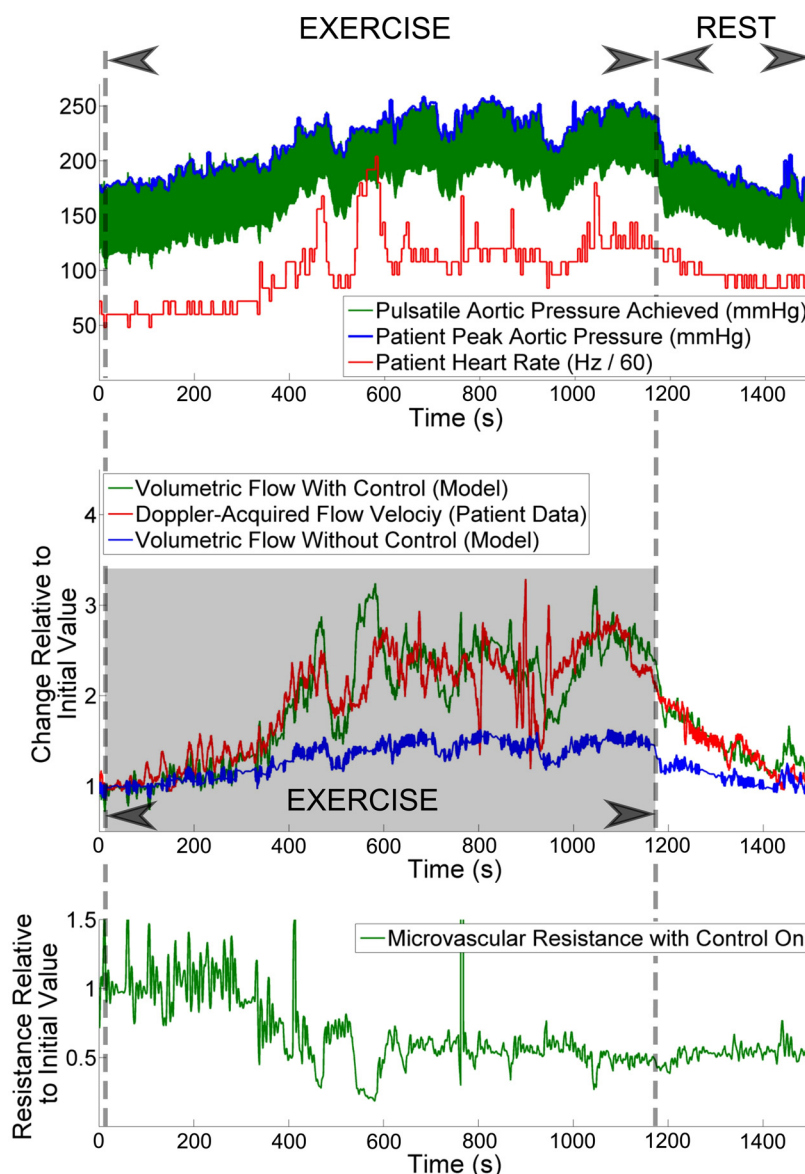 EXERCISE REST
250
200
150
100
50
Pulsatile Aortic Pressure Achieved (mmHg)
Patient Peak Aortic Pressure (mmHg)
Patient Heart Rate (Hz / 60)
0 200 400 600 800 1000 1200 1400
Time (s)
Volumetric Flow With Control (Model)
Doppler-Acquired Flow Velociy (Patient Data)
Volumetric Flow Without Control (Model)
4
3
2
1
Change Relative to
Initial Value
EXERCISE
0 200 400 600 800 1000 1200 1400
Time (s)
1.5
1
0.5
Resistance Relative
to Initial Value
Microvascular Resistance with Control On
0 200 400 600 800 1000 1200 1400
Time (s)